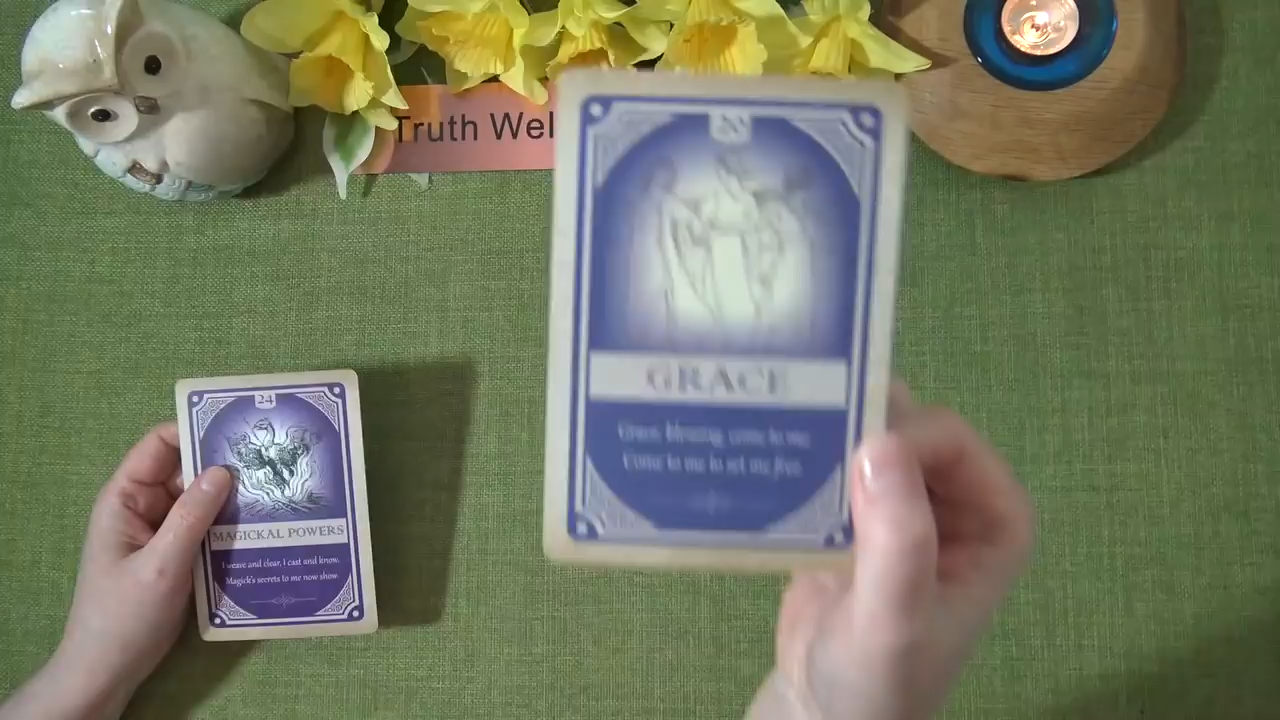 Truth Wel
GRACE
Grace, blessing, come to me,
Come to me to set me free.
24
MAGICKAL POWERS
I weave and clear, I cast and know.
Magick's secrets to me now show.